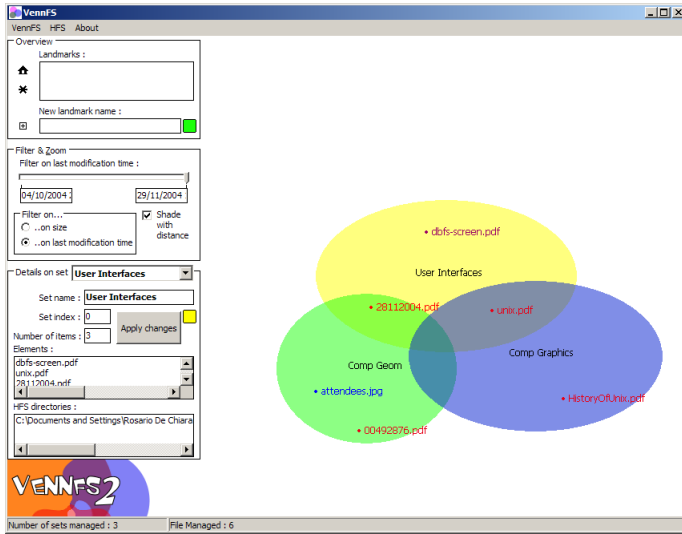 VennFS
VennFS HFS About
Overview
Landmarks :
New landmark name :
Filter & Zoom
Filter on last modification time :
04/10/2004
29/11/2004
Filter on...
..on size
..on last modification time
Shade
with
distance
Details on set User Interfaces
Set name : User Interfaces
Set index : 0
Number of items : 3
Apply changes
Elements :
dbfs-screen.pdf
unix.pdf
28112004.pdf
HFS directories :
C:\Documents and Settings\Rosario De Chiara
VENNFS2
Number of sets managed : 3
File Managed : 6
dbfs-screen.pdf
User Interfaces
28112004.pdf
unix.pdf
Comp Graphics
Comp Geom
attendees.jpg
HistoryOfUnix.pdf
00492876.pdf